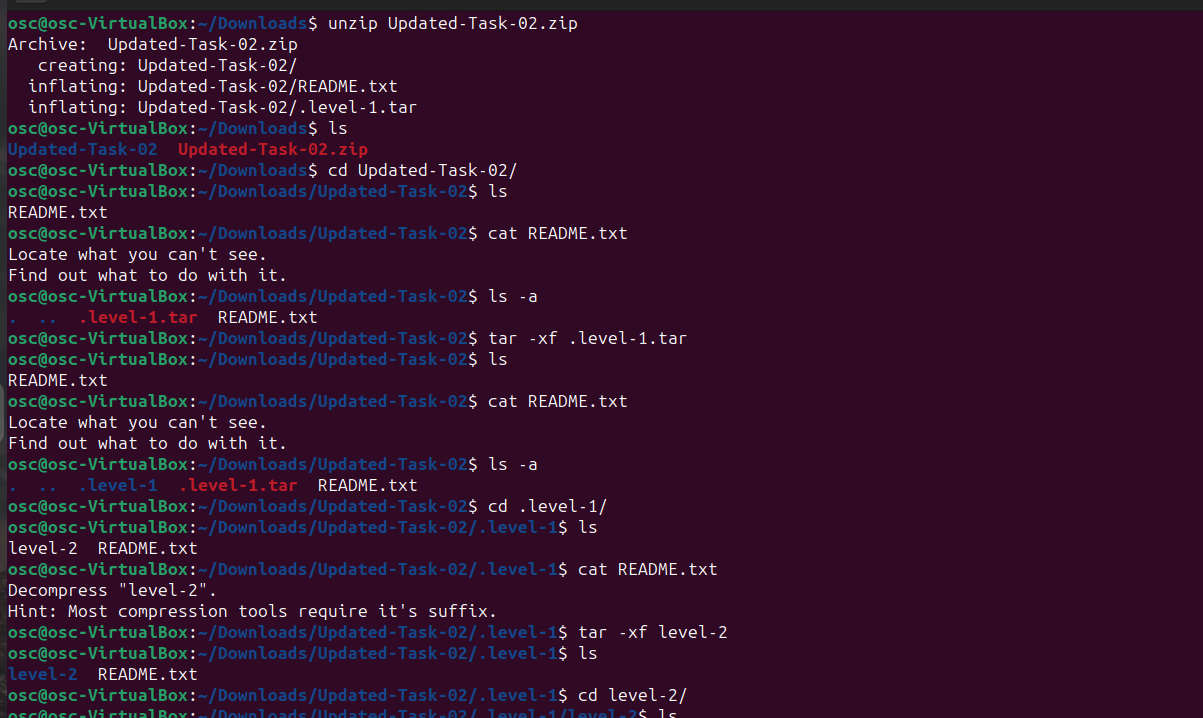 osc@osc-VirtualBox:~/Downloads$ unzip Updated-Task-02.zip
Archive:  Updated-Task-02.zip
   creating: Updated-Task-02/
  inflating: Updated-Task-02/README.txt
  inflating: Updated-Task-02/.level-1.tar
osc@osc-VirtualBox:~/Downloads$ ls
Updated-Task-02  Updated-Task-02.zip
osc@osc-VirtualBox:~/Downloads$ cd Updated-Task-02/
osc@osc-VirtualBox:~/Downloads/Updated-Task-02$ ls
README.txt
osc@osc-VirtualBox:~/Downloads/Updated-Task-02$ cat README.txt
Locate what you can't see.
Find out what to do with it.
osc@osc-VirtualBox:~/Downloads/Updated-Task-02$ ls -a
.  ..  .level-1.tar  README.txt
osc@osc-VirtualBox:~/Downloads/Updated-Task-02$ tar -xf .level-1.tar
osc@osc-VirtualBox:~/Downloads/Updated-Task-02$ ls
README.txt
osc@osc-VirtualBox:~/Downloads/Updated-Task-02$ cat README.txt
Locate what you can't see.
Find out what to do with it.
osc@osc-VirtualBox:~/Downloads/Updated-Task-02$ ls -a
.  ..  .level-1  .level-1.tar  README.txt
osc@osc-VirtualBox:~/Downloads/Updated-Task-02$ cd .level-1/
osc@osc-VirtualBox:~/Downloads/Updated-Task-02/.level-1$ ls
level-2  README.txt
osc@osc-VirtualBox:~/Downloads/Updated-Task-02/.level-1$ cat README.txt
Decompress "level-2".
Hint: Most compression tools require it's suffix.
osc@osc-VirtualBox:~/Downloads/Updated-Task-02/.level-1$ tar -xf level-2
osc@osc-VirtualBox:~/Downloads/Updated-Task-02/.level-1$ ls
level-2  README.txt
osc@osc-VirtualBox:~/Downloads/Updated-Task-02/.level-1$ cd level-2/
osc@osc-VirtualBox:~/Downloads/Updated-Task-02/.level-1/level-2$ ls